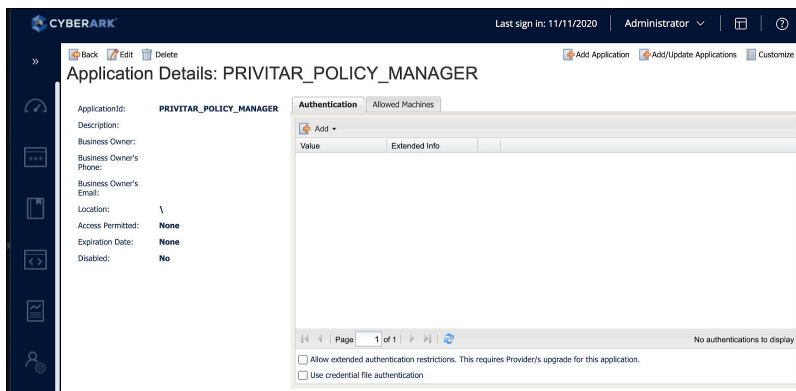 CYBERARK
Last sign in: 11/11/2020
Administrator
?
Back
Edit
Delete
Add Application
Add/Update Applications
Customize
Application Details: PRIVITAR_POLICY_MANAGER
ApplicationId: PRIVITAR_POLICY_MANAGER
Description:
Business Owner:
Business Owner's
Phone:
Business Owner's
Email:
Location: \
Access Permitted: None
Expiration Date: None
Disabled: No
Authentication
Allowed Machines
Add
Value
Extended Info
Page 1 of 1
No authentications to display
Allow extended authentication restrictions. This requires Provider/s upgrade for this application.
Use credential file authentication